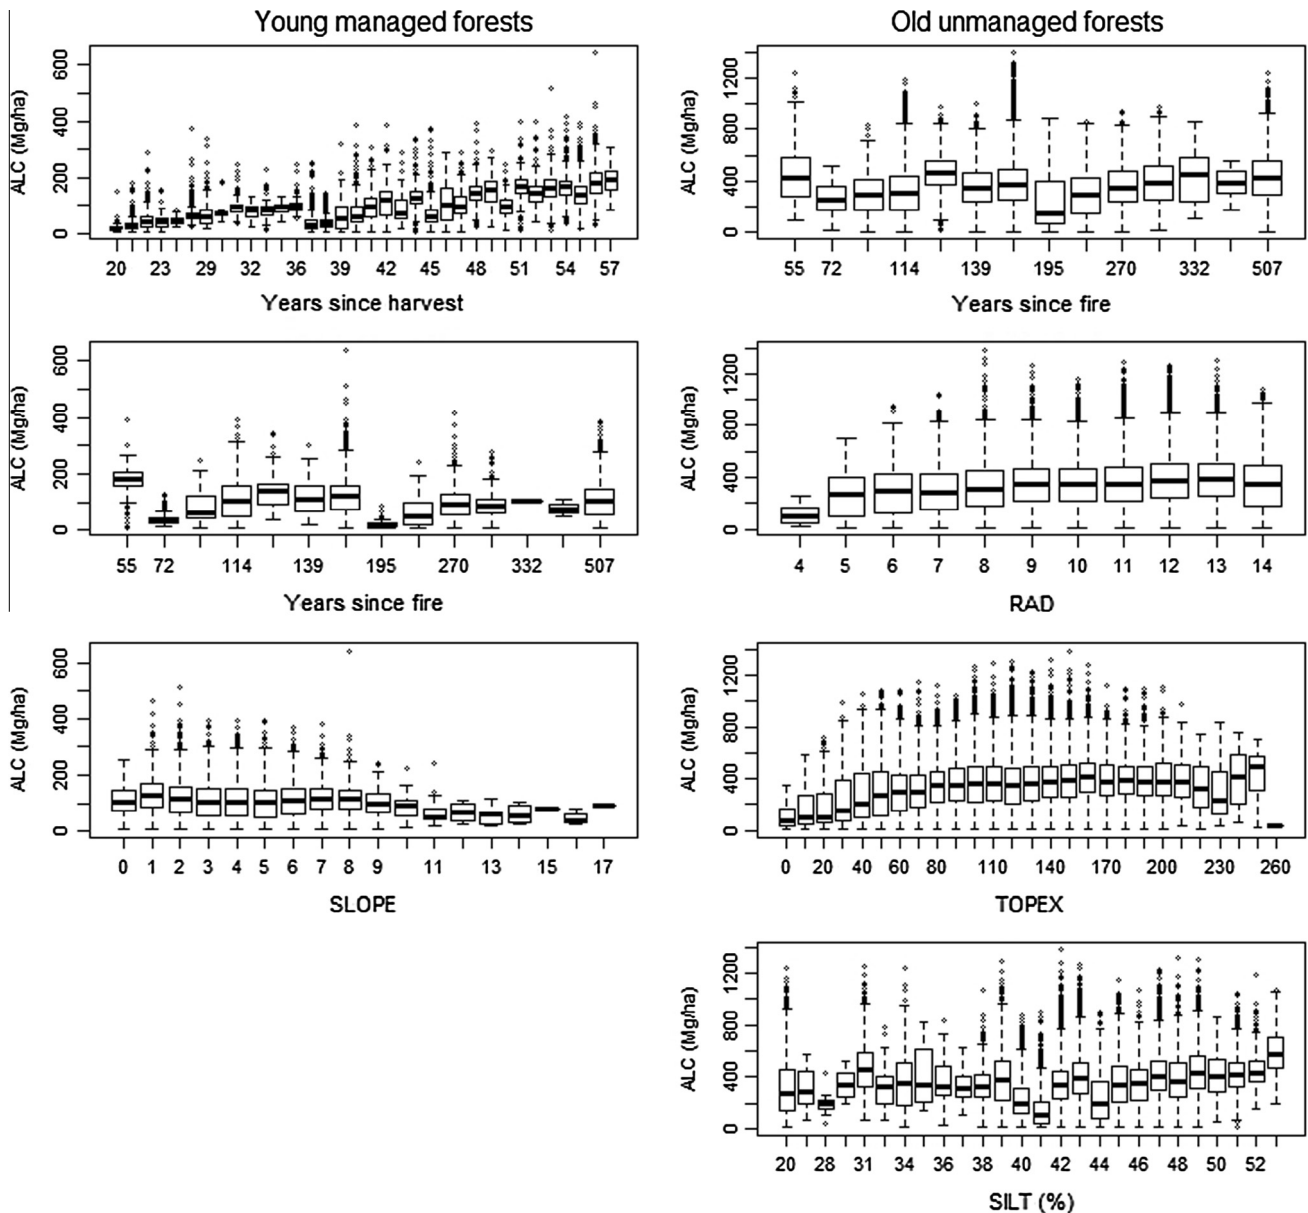 Young managed forests
Old unmanaged forests
ALC (Mg/ha)
0 200 400 600
20 23 29 32 36 39 42 45 48 51 54 57
Years since harvest
ALC (Mg/ha)
0 400 800 1200
55 72 114 139 195 270 332 507
Years since fire
ALC (Mg/ha)
0 200 400 600
55 72 114 139 195 270 332 507
Years since fire
ALC (Mg/ha)
0 400 800 1200
4 5 6 7 8 9 10 11 12 13 14
RAD
ALC (Mg/ha)
0 200 400 600
0 1 2 3 4 5 6 7 8 9 11 13 15 17
SLOPE
ALC (Mg/ha)
0 400 800 1200
0 20 40 60 80 110 140 170 200 230 260
TOPEX
ALC (Mg/ha)
0 400 800 1200
20 28 31 34 36 38 40 42 44 46 48 50 52
SILT (%)